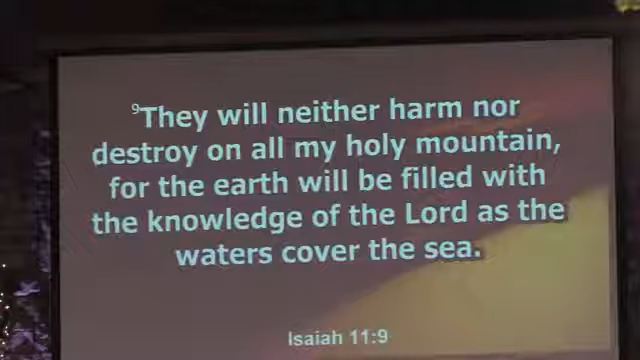 ⁹They will neither harm nor
destroy on all my holy mountain,
for the earth will be filled with
the knowledge of the Lord as the
waters cover the sea.
Isaiah 11:9